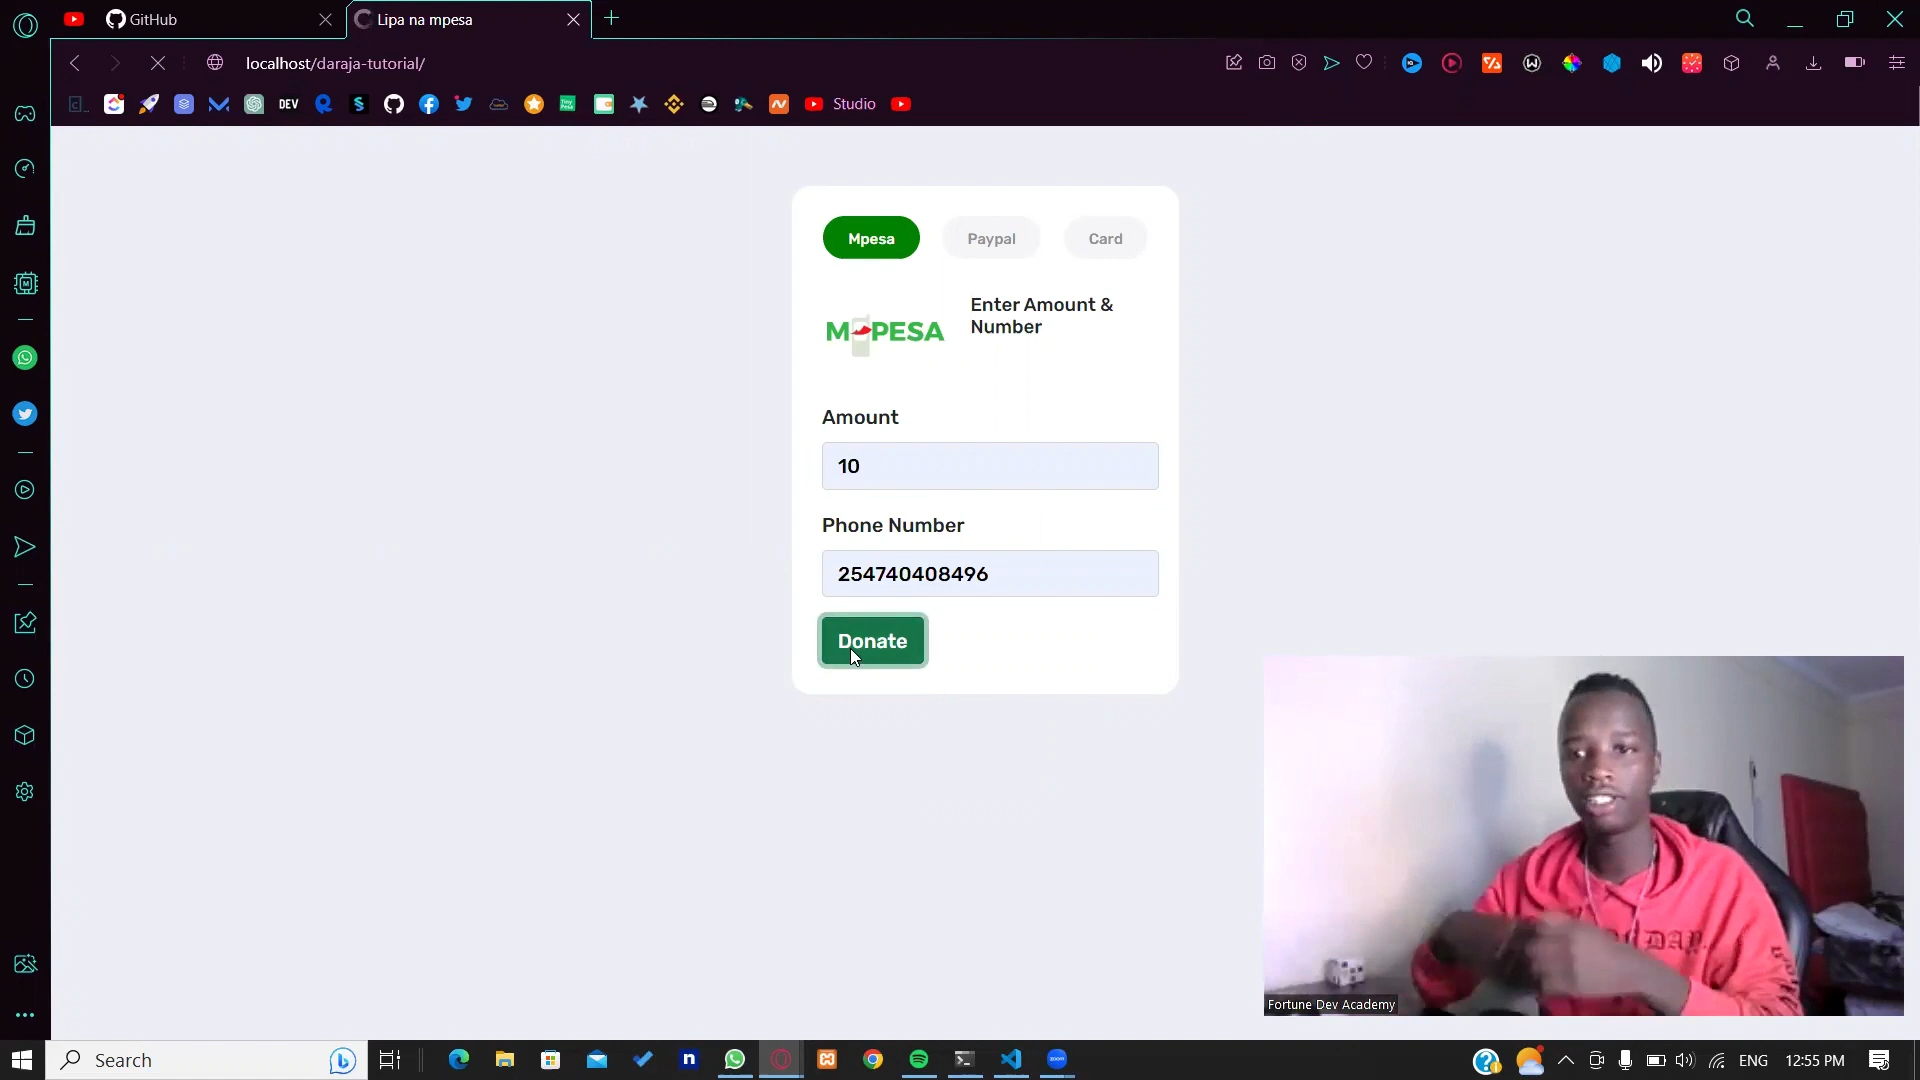 GitHub
Lipa na mpesa
localhost/daraja-tutorial/
DEV
Studio
Mpesa
Paypal
Card
M-PESA
Enter Amount &
Number
Amount
10
Phone Number
254740408496
Donate
Fortune Dev Academy
Search
ENG
12:55 PM